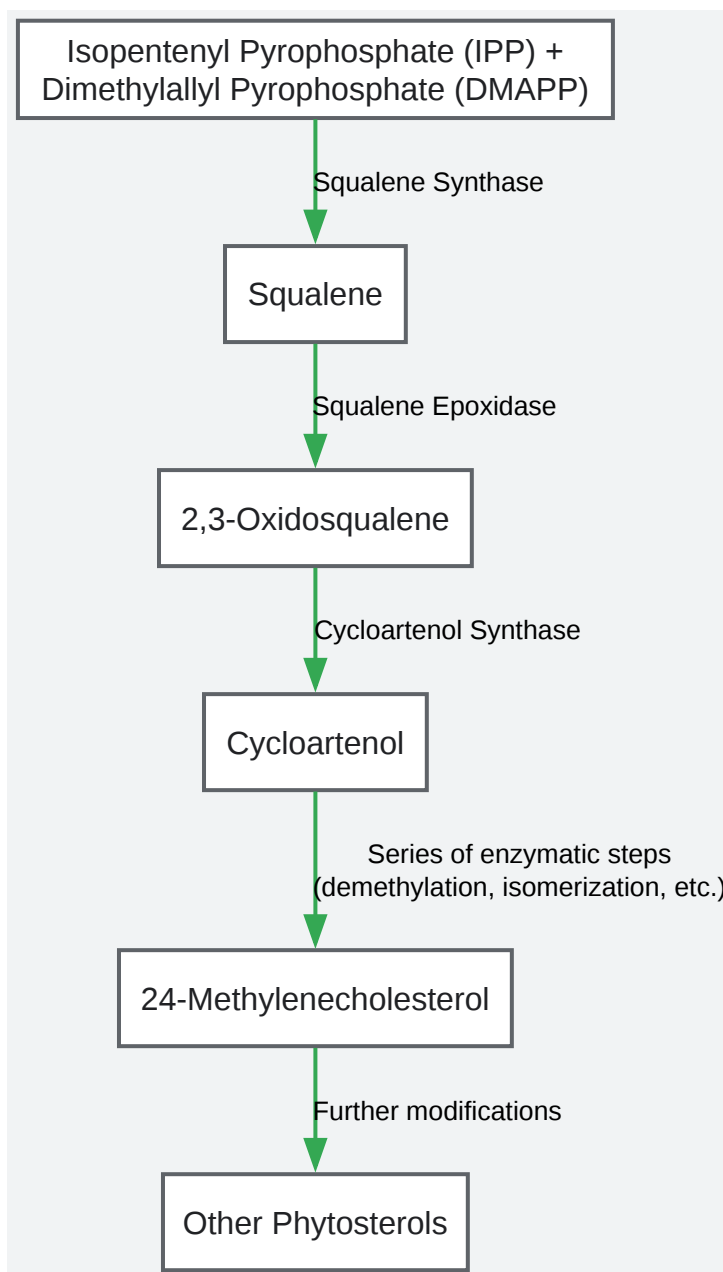 Isopentenyl Pyrophosphate (IPP) +
Dimethylallyl Pyrophosphate (DMAPP)
Squalene Synthase
Squalene
Squalene Epoxidase
2,3-Oxidosqualene
Cycloartenol Synthase
Cycloartenol
Series of enzymatic steps
(demethylation, isomerization, etc.)
24-Methylenecholesterol
Further modifications
Other Phytosterols